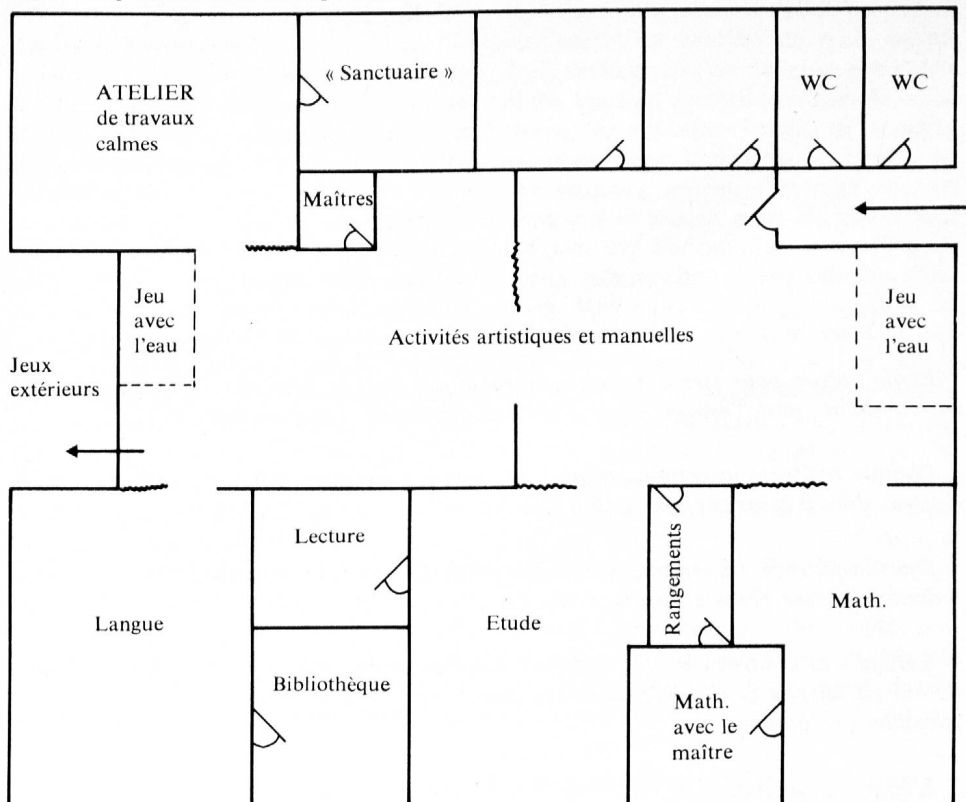 ATELIER
de travaux
calmes
« Sanctuaire »
WC
WC
Maîtres
Jeu
avec
l'eau
Jeux
extérieurs
Activités artistiques et manuelles
Jeu
avec
l'eau
Langue
Lecture
Bibliothèque
Etude
Rangements
Math.
Math.
avec le
maître